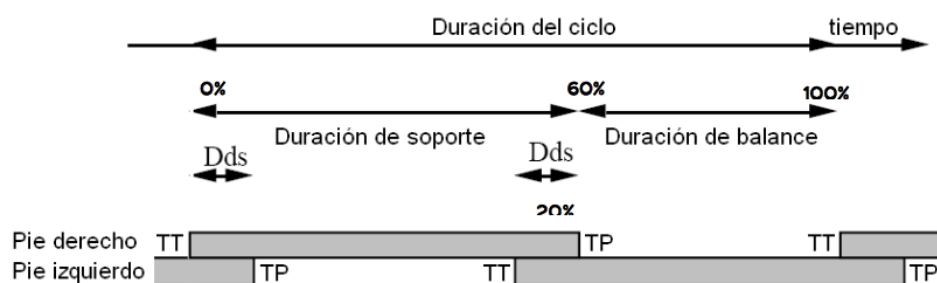 Duración del ciclo tiempo
0% 60% 100%
Duración de soporte Duración de balance
Dds Dds
20%
Pie derecho TT TP TT
Pie izquierdo TP TT TP